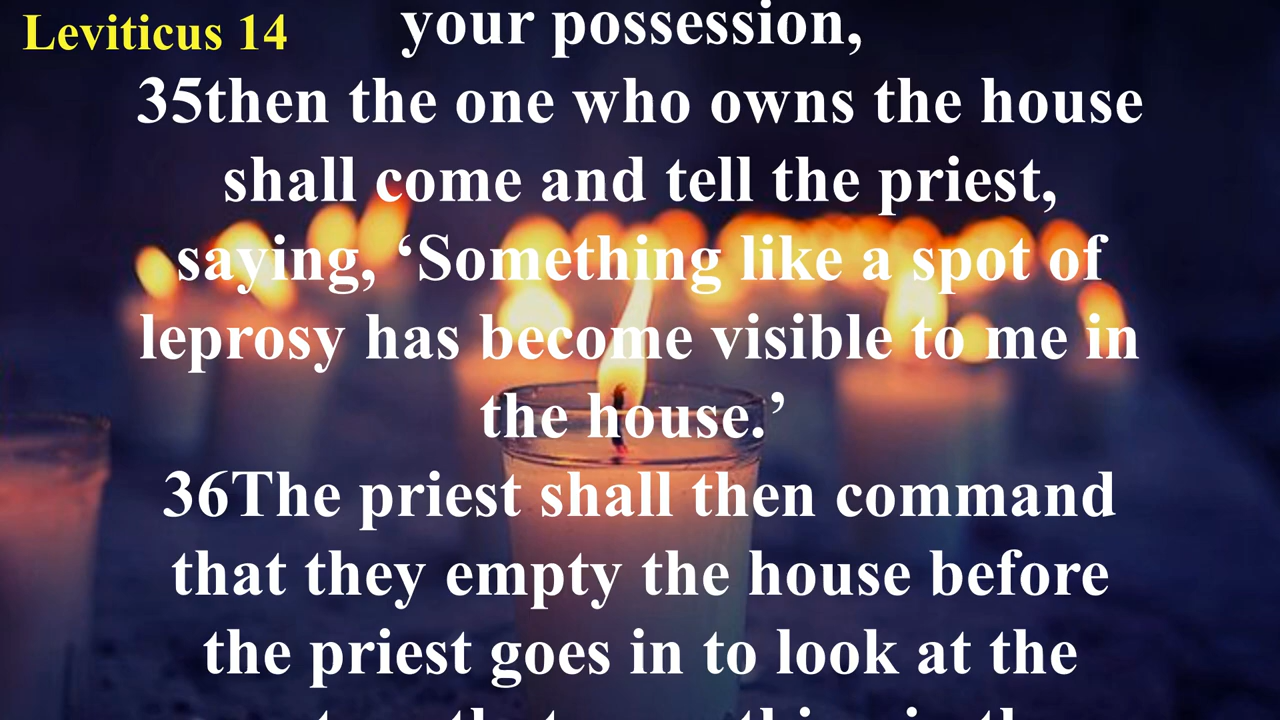 Leviticus 14
your possession,
35then the one who owns the house
shall come and tell the priest,
saying, ‘Something like a spot of
leprosy has become visible to me in
the house.’
36The priest shall then command
that they empty the house before
the priest goes in to look at the